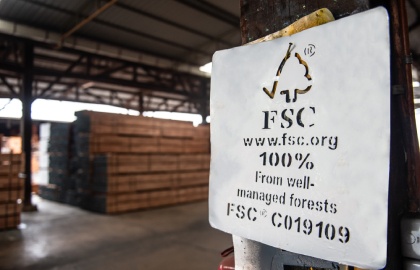 ®
FSC
www.fsc.org
100%
From well-
managed forests
FSC® C019109